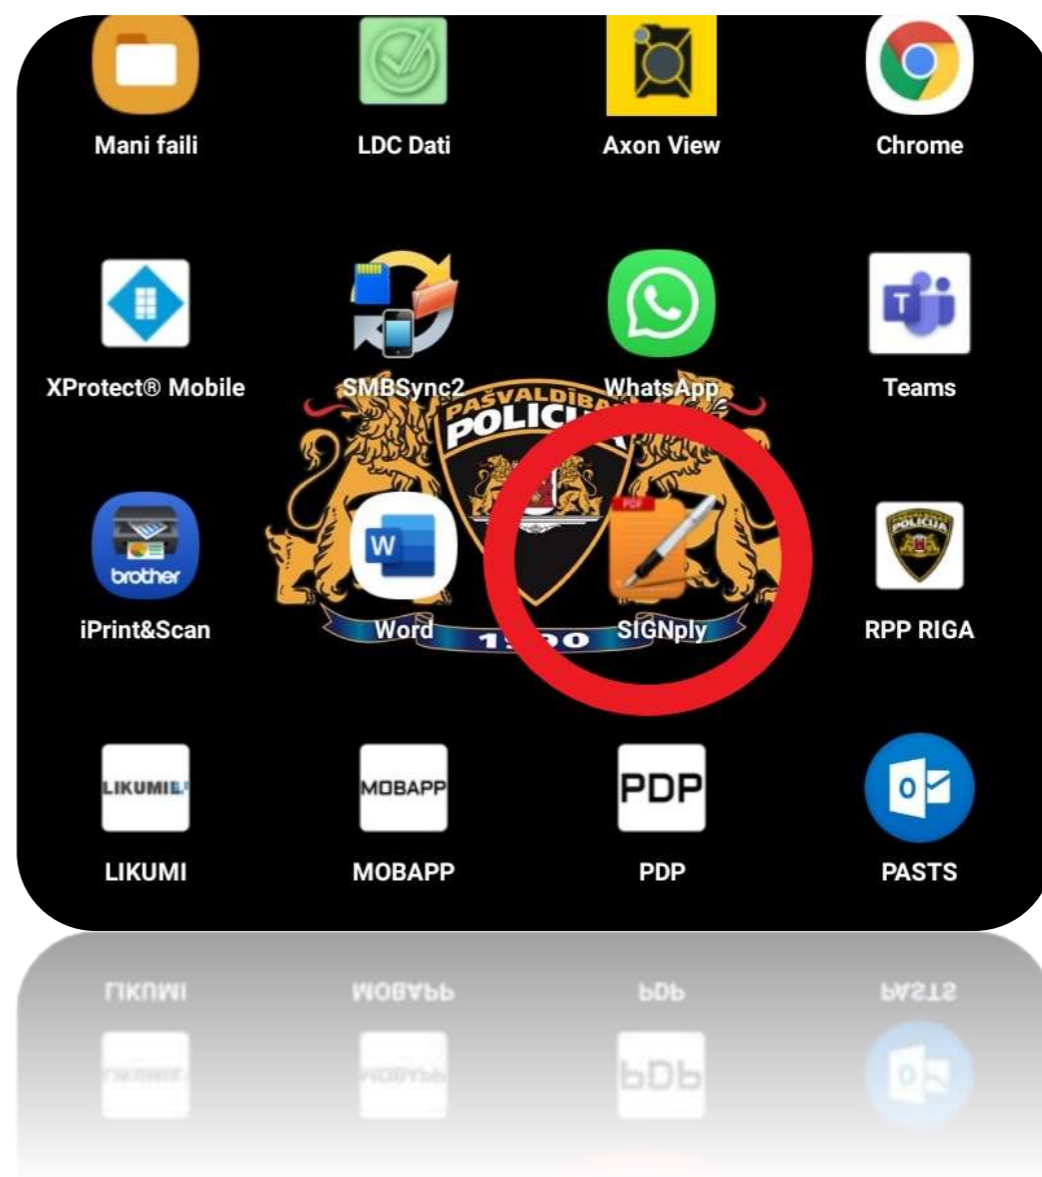 Mani faili
LDC Dati
Axon View
Chrome
XProtect® Mobile
SMBSync2
WhatsApp
T
Teams
PAŠVALDĪBAS
POLICIJA
brother
W
PDF
POLICIJA
iPrint&Scan
Word
SIGNply
RPP RIGA
LIKUMI
MOBAPP
PDP
O
LIKUMI
MOBAPP
PDP
PASTS